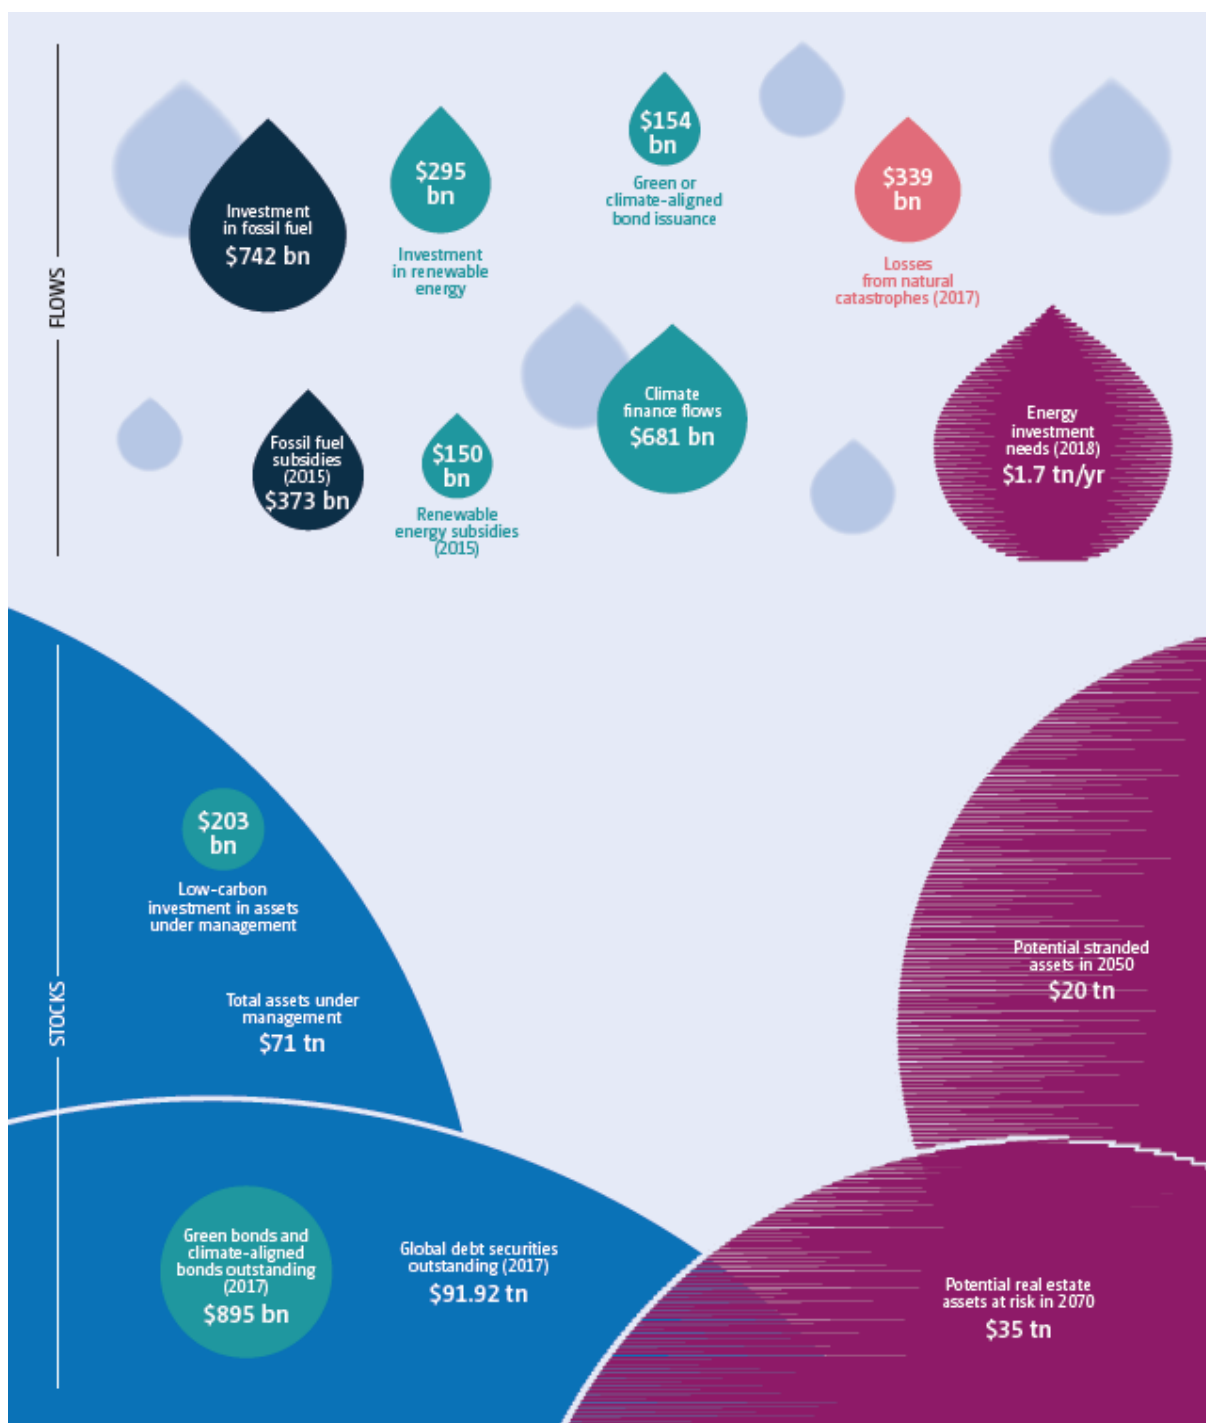 FLOWS
Investment
in fossil fuel
$742 bn
$295
bn
Investment
in renewable
energy
$154
bn
Green or
climate-aligned
bond issuance
$339
bn
Losses
from natural
catastrophes (2017)
Fossil fuel
subsidies
(2015)
$373 bn
$150
bn
Renewable
energy subsidies
(2015)
Climate
finance flows
$681 bn
Energy
investment
needs (2018)
$1.7 tn/yr
STOCKS
$203
bn
Low-carbon
investment in assets
under management
Total assets under
management
$71 tn
Potential stranded
assets in 2050
$20 tn
Green bonds and
climate-aligned
bonds outstanding
(2017)
$895 bn
Global debt securities
outstanding (2017)
$91.92 tn
Potential real estate
assets at risk in 2070
$35 tn